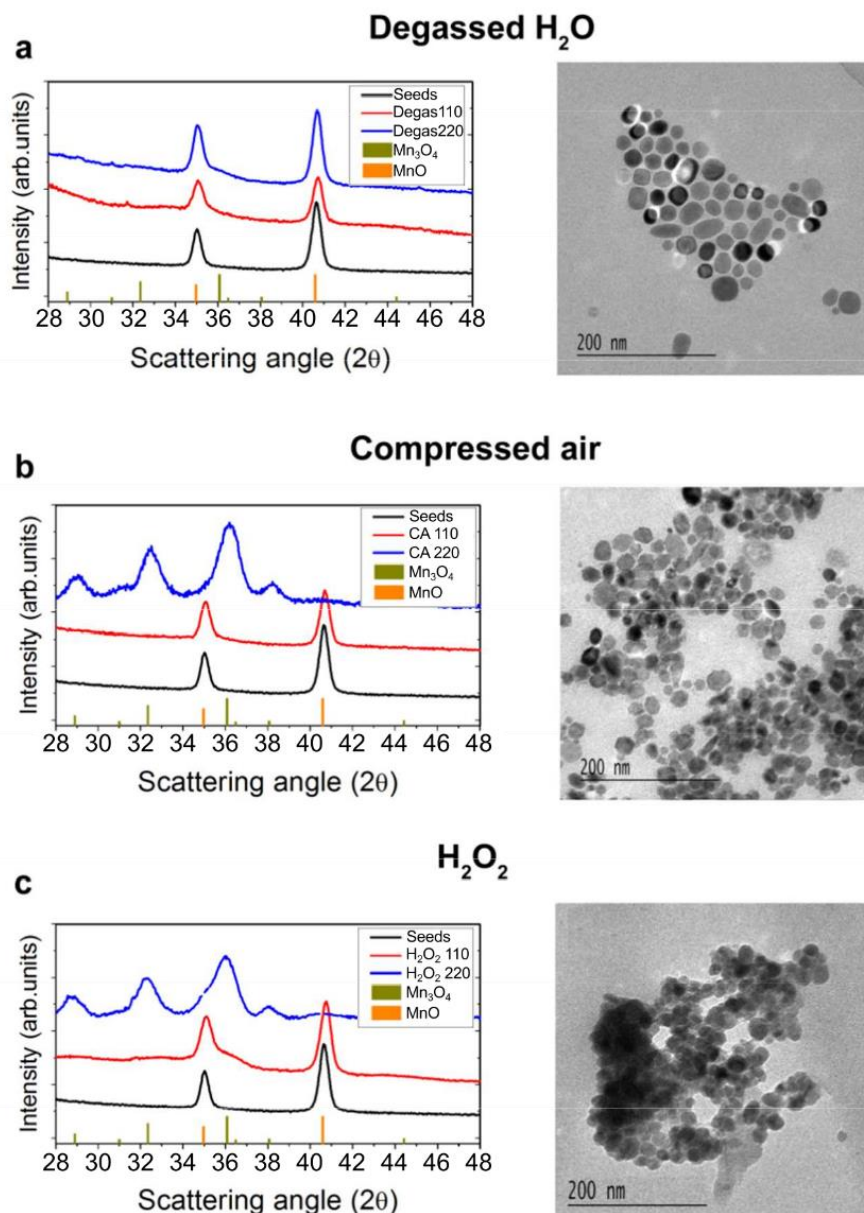 Degassed H₂O
a
Intensity (arb.units)
Seeds
Degas110
Degas220
Mn₃O₄
MnO
28 30 32 34 36 38 40 42 44 46 48
Scattering angle (2θ)
200 nm
Compressed air
b
Intensity (arb.units)
Seeds
CA 110
CA 220
Mn₃O₄
MnO
28 30 32 34 36 38 40 42 44 46 48
Scattering angle (2θ)
200 nm
H₂O₂
c
Intensity (arb.units)
Seeds
H₂O₂ 110
H₂O₂ 220
Mn₃O₄
MnO
28 30 32 34 36 38 40 42 44 46 48
Scattering angle (2θ)
200 nm